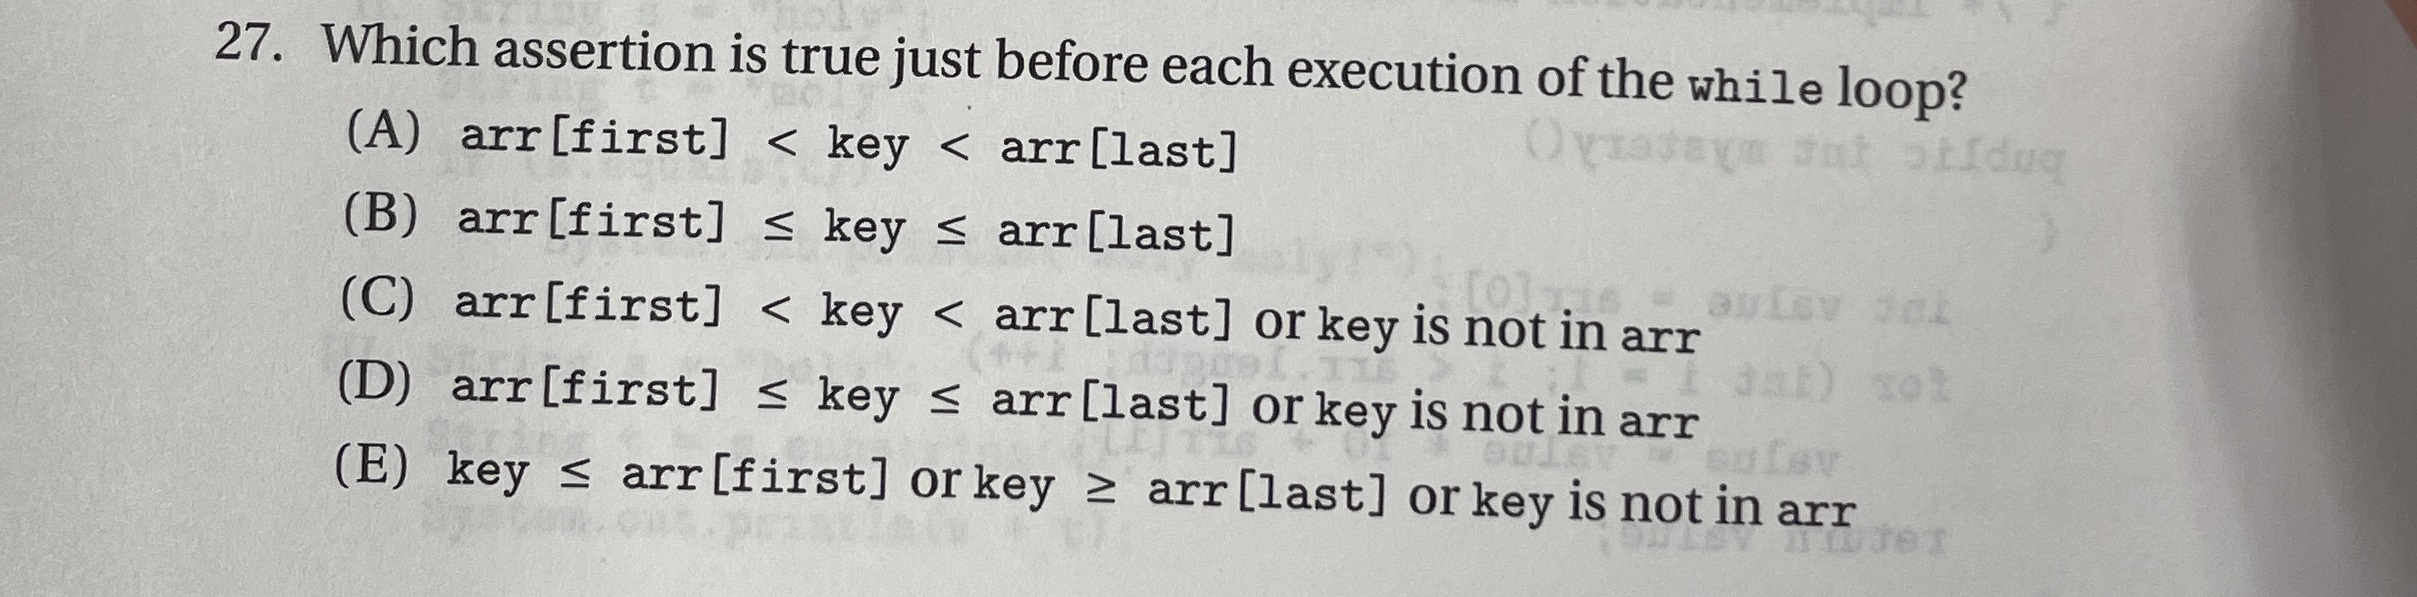 27. Which assertion is true just before each execution of the while loop?
(A) arr[first] < key < arr[last]
(B) arr[first] ≤ key ≤ arr[last]
(C) arr[first] < key < arr[last] or key is not in arr
(D) arr[first] ≤ key ≤ arr[last] or key is not in arr
(E) key ≤ arr[first] or key ≥ arr[last] or key is not in arr